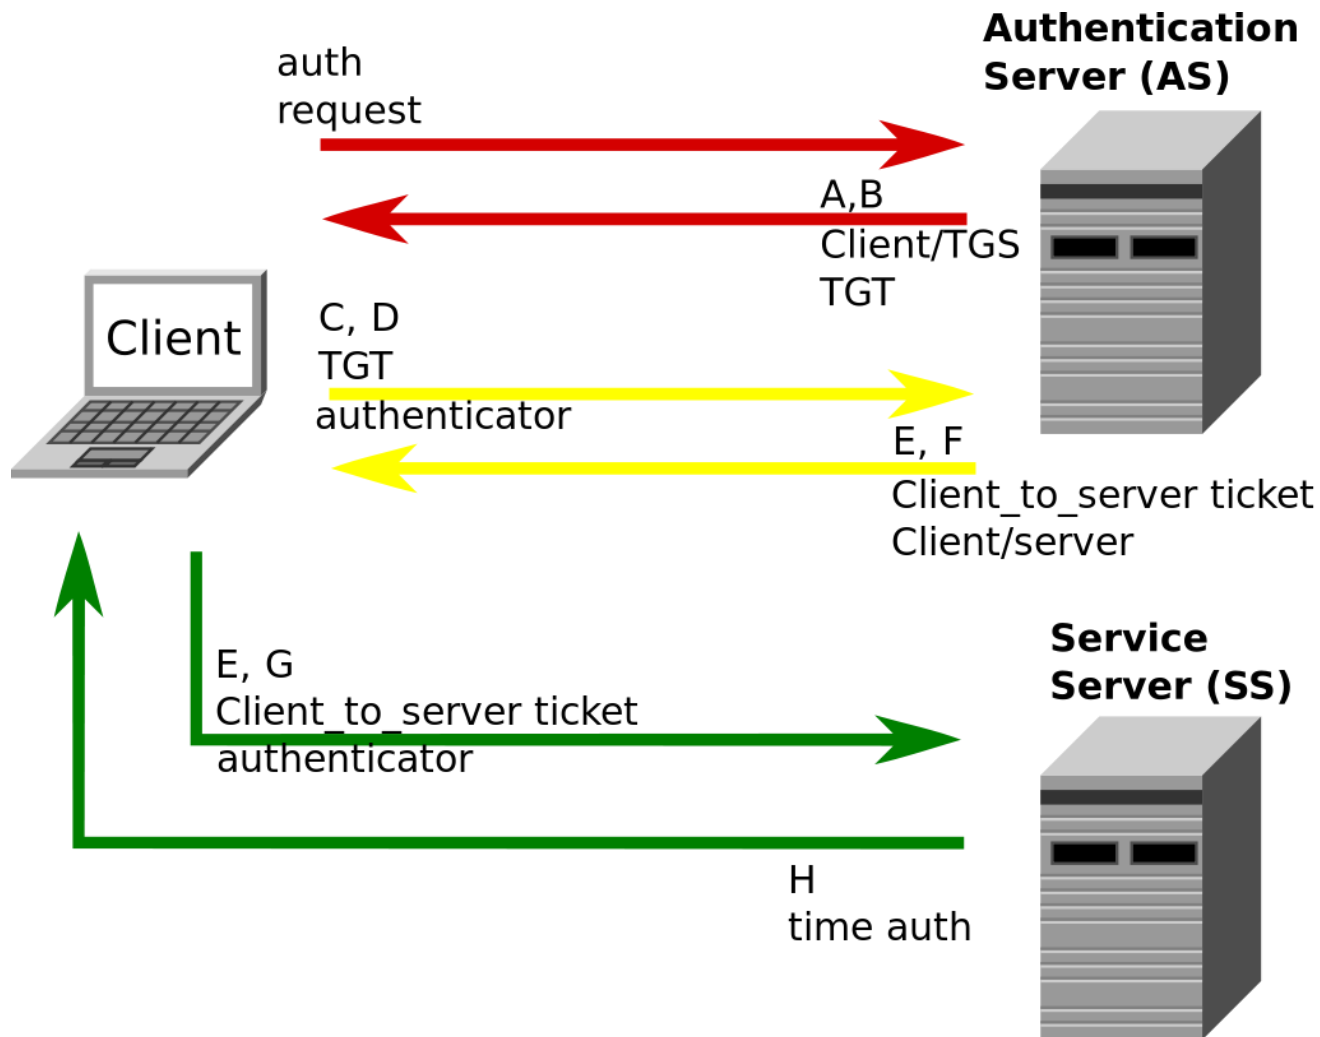 Authentication
Server (AS)
auth
request
A,B
Client/TGS
TGT
Client
C, D
TGT
authenticator
E, F
Client_to_server ticket
Client/server
Service
Server (SS)
E, G
Client_to_server ticket
authenticator
H
time auth